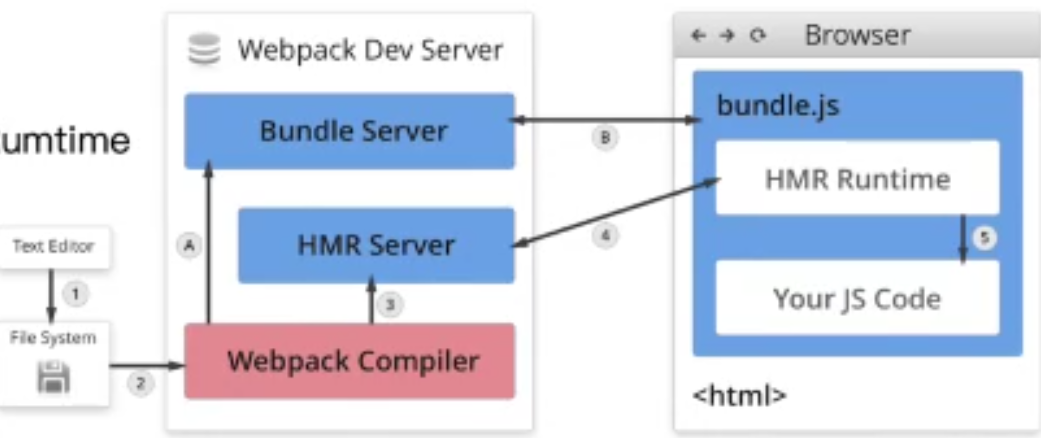 Webpack Dev Server
Browser
bundle.js
Bundle Server
B
umtime
HMR Runtime
Text Editor
A
HMR Server
4
5
1
3
Your JS Code
File System
Webpack Compiler
2
<html>